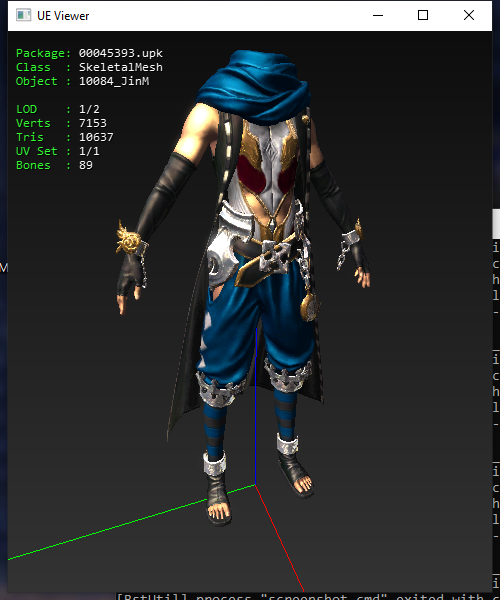 UE Viewer
Package: 00045393.upk
Class  : SkeletalMesh
Object : 10084_JinM
LOD    : 1/2
Verts  : 7153
Tris   : 10637
UV Set : 1/1
Bones  : 89
M
i
c
h
l
-
i
c
h
l
-
i
c
h
l
-
i
[BstUtil] process "screenshot.cmd" exited with c